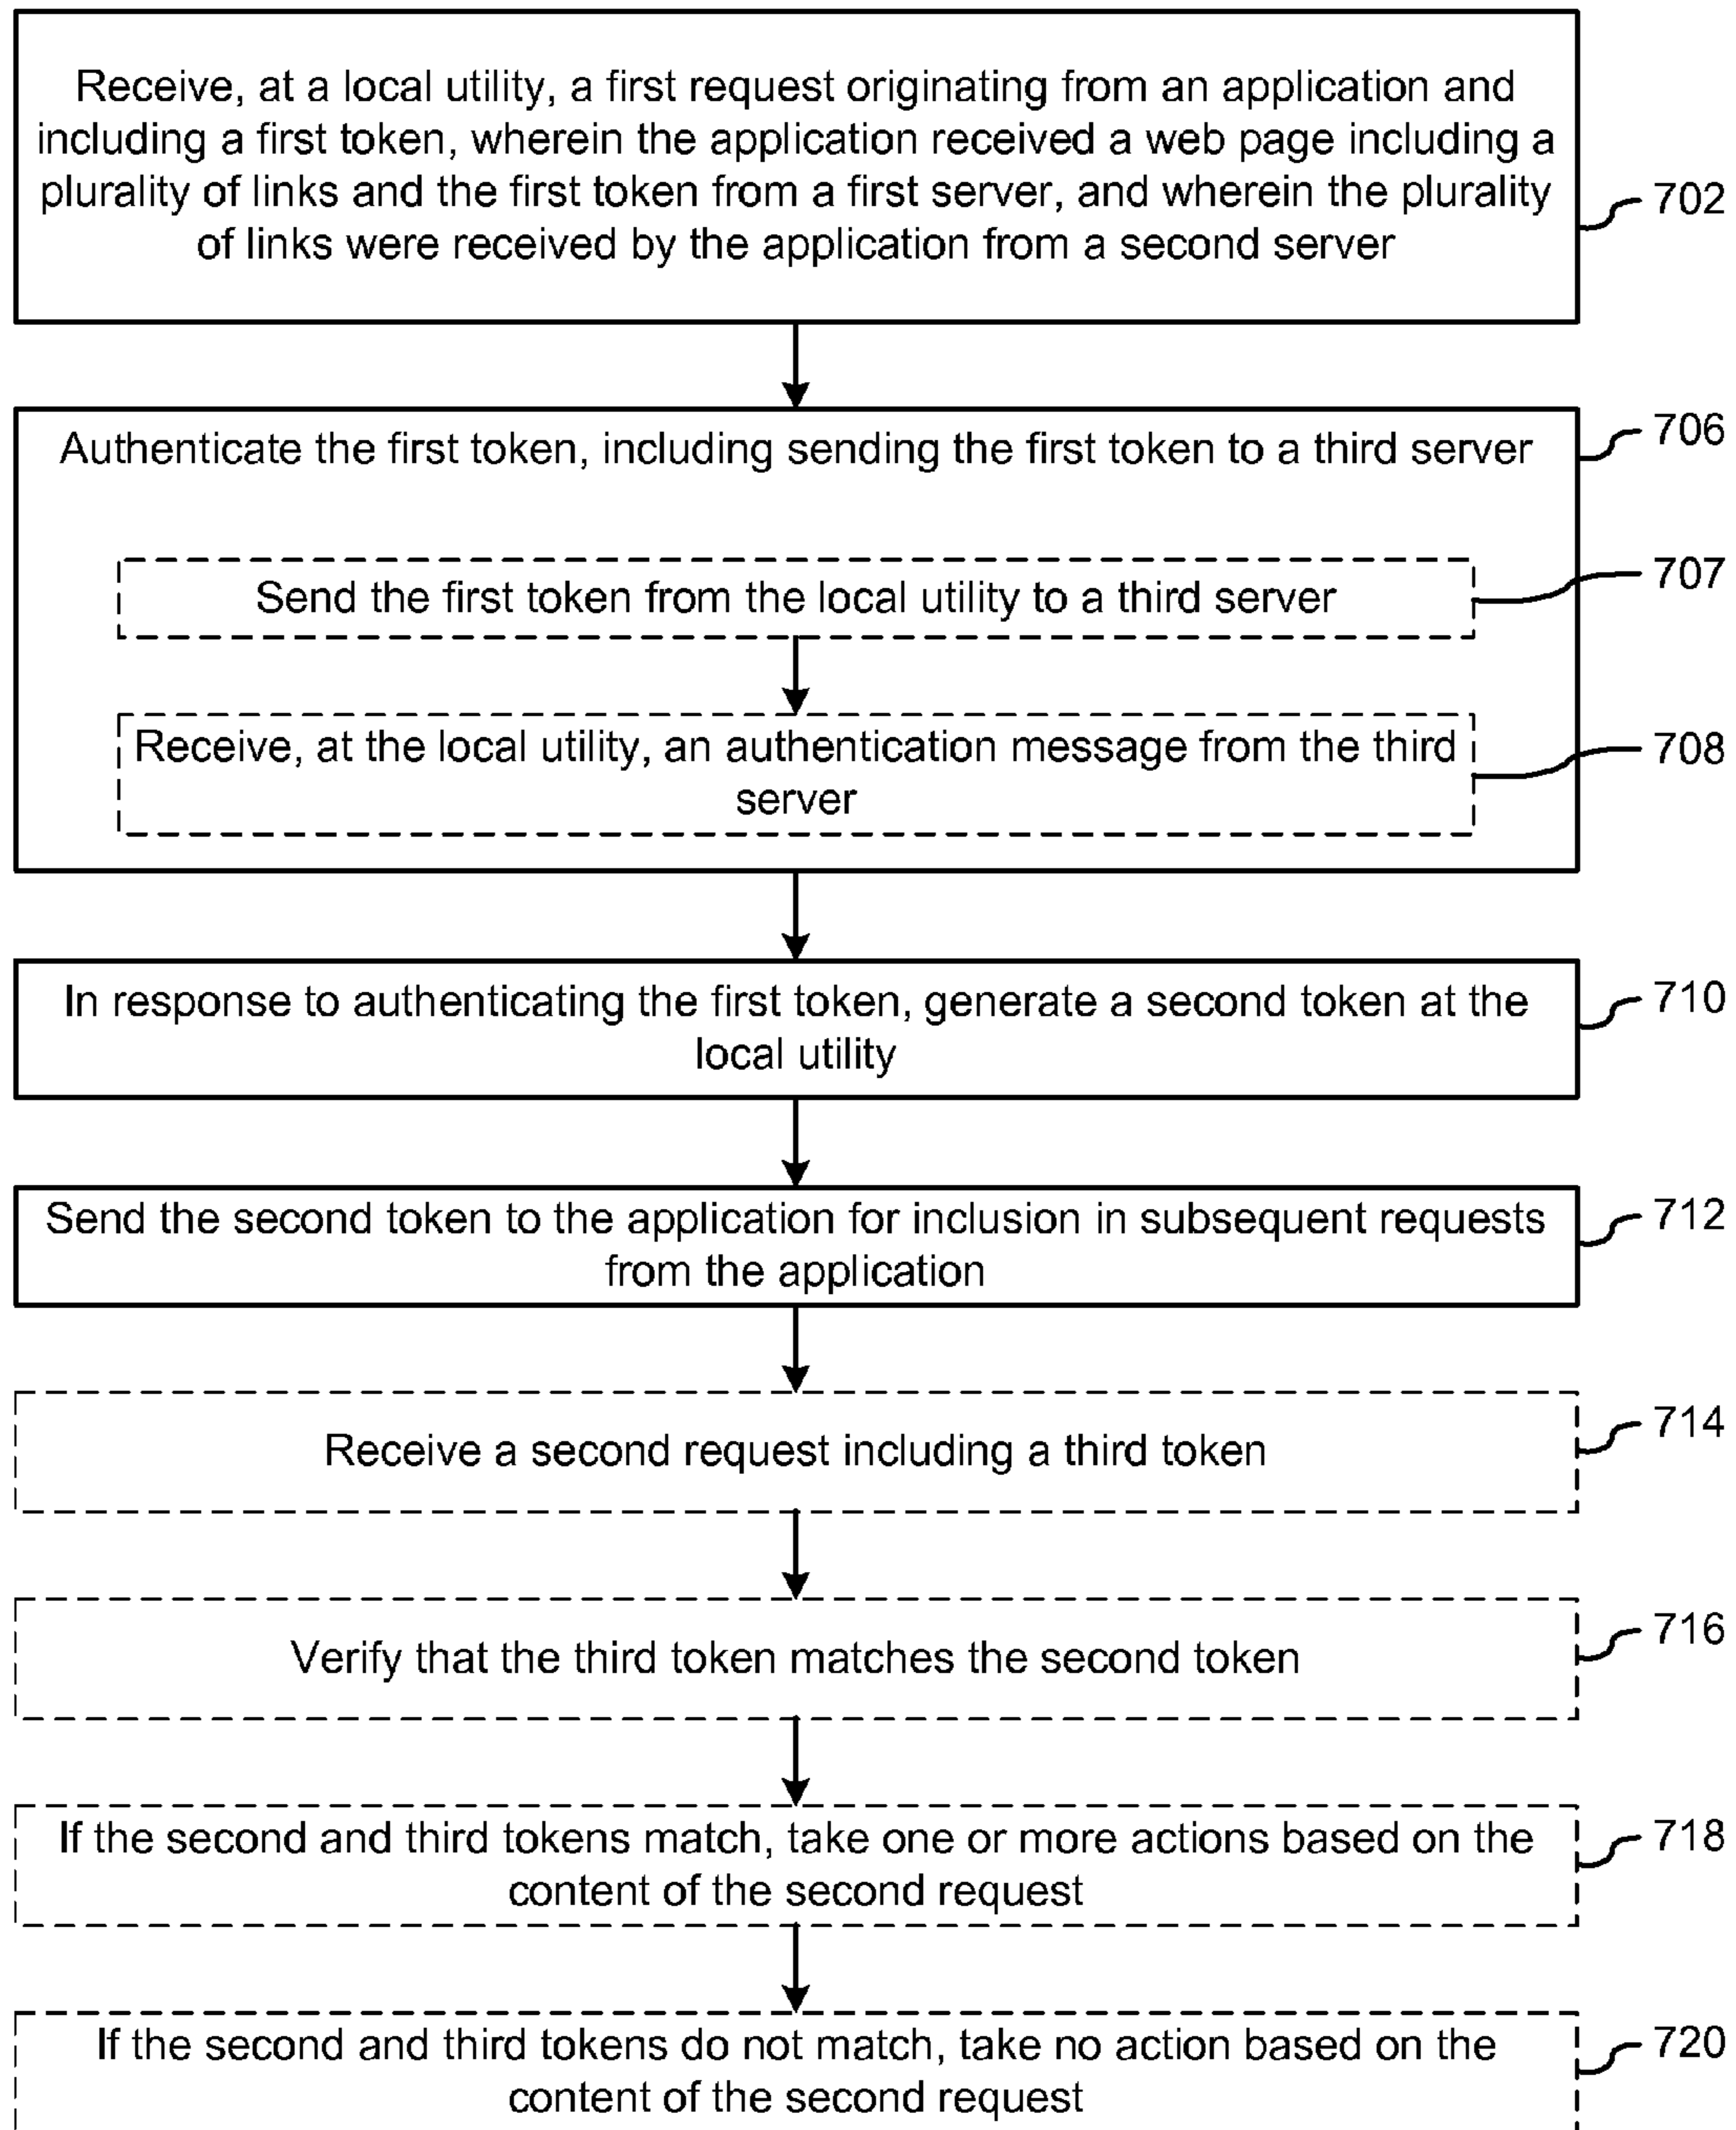 Receive, at a local utility, a first request originating from an application and
including a first token, wherein the application received a web page including a
plurality of links and the first token from a first server, and wherein the plurality
of links were received by the application from a second server
702
Authenticate the first token, including sending the first token to a third server
706
Send the first token from the local utility to a third server
707
Receive, at the local utility, an authentication message from the third
server
708
In response to authenticating the first token, generate a second token at the
local utility
710
Send the second token to the application for inclusion in subsequent requests
from the application
712
Receive a second request including a third token
714
Verify that the third token matches the second token
716
If the second and third tokens match, take one or more actions based on the
content of the second request
718
If the second and third tokens do not match, take no action based on the
content of the second request
720